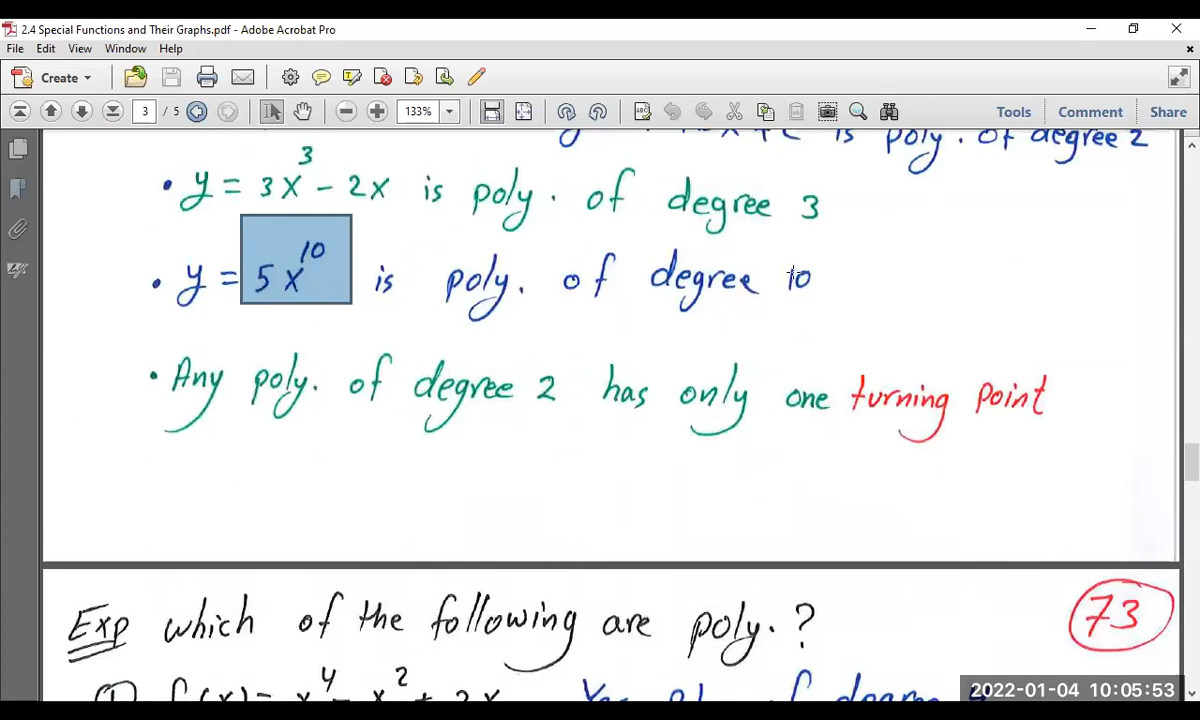 2.4 Special Functions and Their Graphs.pdf - Adobe Acrobat Pro
File Edit View Window Help
Create
3 / 5 133% Tools Comment Share
is poly. of degree 2
• y = 3x³ - 2x is poly. of degree 3
• y = 5x¹⁰ is poly. of degree 10
• Any poly. of degree 2 has only one turning point
Exp which of the following are poly. ?
73
2022-01-04 10:05:53